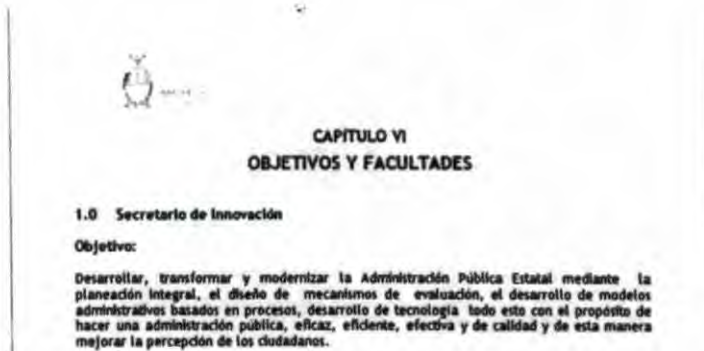 CAPÍTULO VI
OBJETIVOS Y FACULTADES
1.0 Secretario de Innovación
Objetivo:
Desarrollar, transformar y modernizar la Administración Pública Estatal mediante la
planeación integral, el diseño de mecanismos de evaluación, el desarrollo de modelos
administrativos basados en procesos, desarrollo de tecnología todo esto con el propósito de
hacer una administración pública, eficaz, eficiente, efectiva y de calidad y de esta manera
mejorar la percepción de los ciudadanos.